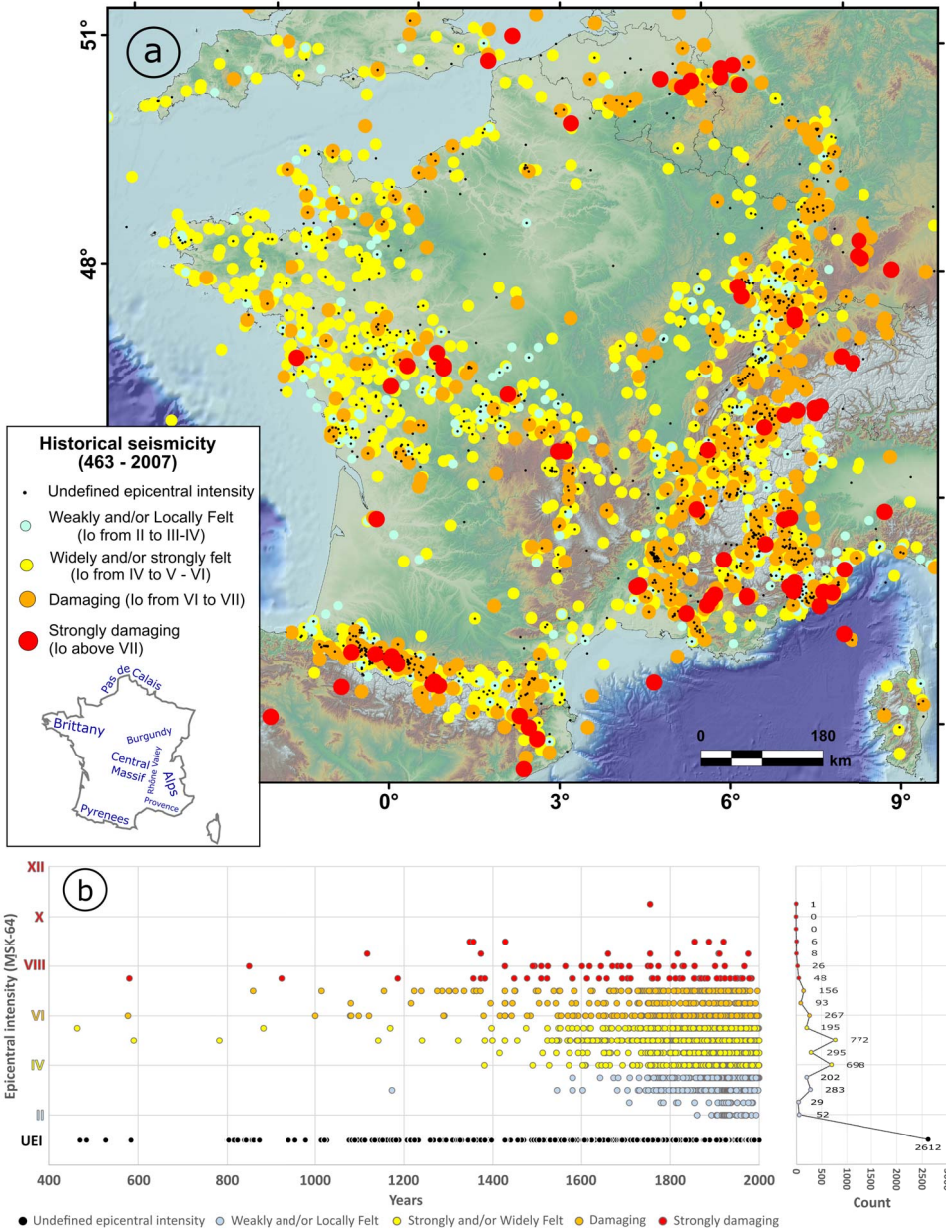 a
51°
48°
Historical seismicity
(463 - 2007)
Undefined epicentral intensity
Weakly and/or Locally Felt
(Io from II to III-IV)
Widely and/or strongly felt
(Io from IV to V - VI)
Damaging (Io from VI to VII)
Strongly damaging
(Io above VII)
Pas de Calais
Brittany
Burgundy
Central
Massif
Rhône Valey
Alps
Provence
Pyrenees
0 180
km
0° 3° 6° 9°
b
Epicentral intensity (MSK-64)
XII
X
VIII
VI
IV
II
UEI
400 600 800 1000 1200 1400 1600 1800 2000
Years
1
0
0
6
8
26
48
156
93
267
195
772
295
698
202
283
29
52
2612
0 500 1000 1500 2000 2500 3000
Count
Undefined epicentral intensity Weakly and/or Locally Felt Strongly and/or Widely Felt Damaging Strongly damaging